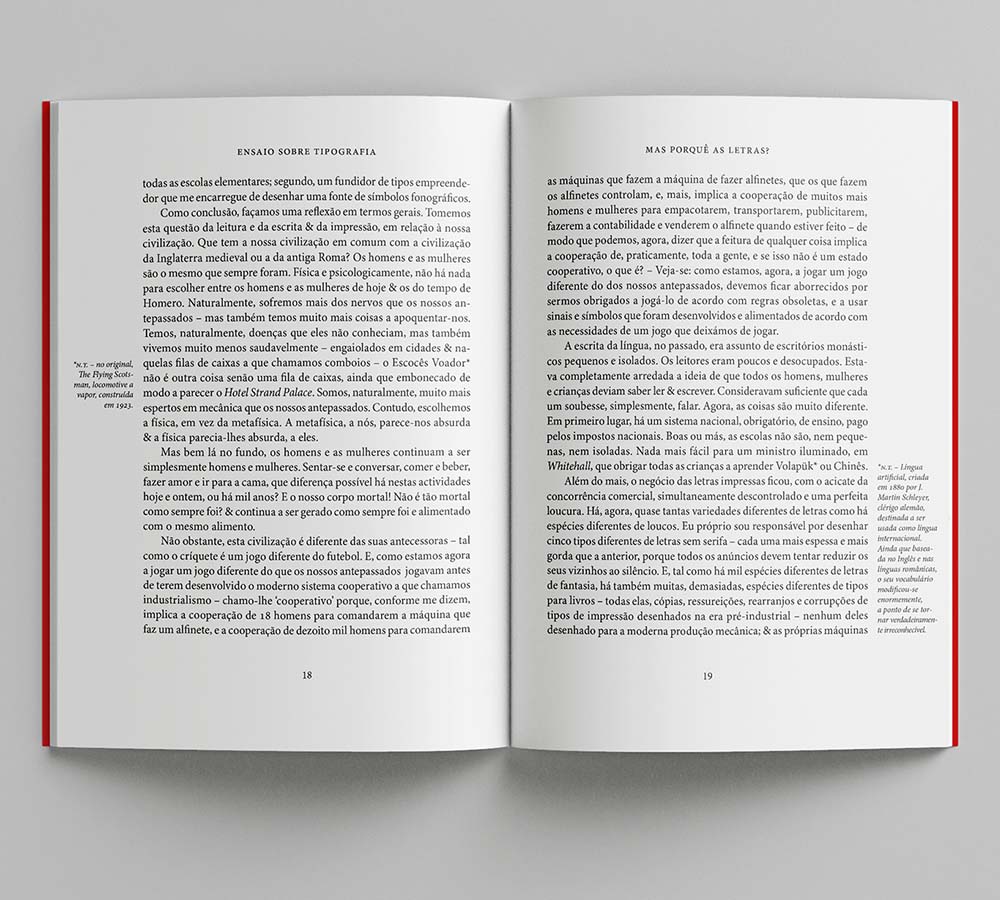 ENSAIO SOBRE TIPOGRAFIA
todas as escolas elementares; segundo, um fundidor de tipos empreende-
dor que me encarregue de desenhar uma fonte de símbolos fonográficos.
Como conclusão, façamos uma reflexão em termos gerais. Tomemos
esta questão da leitura e da escrita & da impressão, em relação à nossa
civilização. Que tem a nossa civilização em comum com a civilização
da Inglaterra medieval ou a da antiga Roma? Os homens e as mulheres
são o mesmo que sempre foram. Física e psicologicamente, não há nada
para escolher entre os homens e as mulheres de hoje & os do tempo de
Homero. Naturalmente, sofremos mais dos nervos que os nossos an-
tepassados – mas também temos muito mais coisas a apoquentar-nos.
Temos, naturalmente, doenças que eles não conheciam, mas também
vivemos muito menos saudavelmente – engaiolados em cidades & na-
quelas filas de caixas a que chamamos comboios – o Escocês Voador*
não é outra coisa senão uma fila de caixas, ainda que embonecado de
modo a parecer o Hotel Strand Palace. Somos, naturalmente, muito mais
espertos em mecânica que os nossos antepassados. Contudo, escolhemos
a física, em vez da metafísica. A metafísica, a nós, parece-nos absurda
& a física parecia-lhes absurda, a eles.
Mas bem lá no fundo, os homens e as mulheres continuam a ser
simplesmente homens e mulheres. Sentar-se e conversar, comer e beber,
fazer amor e ir para a cama, que diferença possível há nestas actividades
hoje e ontem, ou há mil anos? E o nosso corpo mortal! Não é tão mortal
como sempre foi? & continua a ser gerado como sempre foi e alimentado
com o mesmo alimento.
Não obstante, esta civilização é diferente das suas antecessoras – tal
como o críquete é um jogo diferente do futebol. E, como estamos agora
a jogar um jogo diferente do que os nossos antepassados jogavam antes
de terem desenvolvido o moderno sistema cooperativo a que chamamos
industrialismo – chamo-lhe ‘cooperativo’ porque, conforme me dizem,
implica a cooperação de 18 homens para comandarem a máquina que
faz um alfinete, e a cooperação de dezoito mil homens para comandarem
*N.T. – no original,
The Flying Scots-
man, locomotive a
vapor, construída
em 1923.
18
MAS PORQUÊ AS LETRAS?
as máquinas que fazem a máquina de fazer alfinetes, que os que fazem
os alfinetes controlam, e, mais, implica a cooperação de muitos mais
homens e mulheres para empacotarem, transportarem, publicitarem,
fazerem a contabilidade e venderem o alfinete quando estiver feito – de
modo que podemos, agora, dizer que a feitura de qualquer coisa implica
a cooperação de, praticamente, toda a gente, e se isso não é um estado
cooperativo, o que é? – Veja-se: como estamos, agora, a jogar um jogo
diferente do dos nossos antepassados, devemos ficar aborrecidos por
sermos obrigados a jogá-lo de acordo com regras obsoletas, e a usar
sinais e símbolos que foram desenvolvidos e alimentados de acordo com
as necessidades de um jogo que deixámos de jogar.
A escrita da língua, no passado, era assunto de escritórios monásti-
cos pequenos e isolados. Os leitores eram poucos e desocupados. Esta-
va completamente arredada a ideia de que todos os homens, mulheres
e crianças deviam saber ler & escrever. Consideravam suficiente que cada
um soubesse, simplesmente, falar. Agora, as coisas são muito diferente.
Em primeiro lugar, há um sistema nacional, obrigatório, de ensino, pago
pelos impostos nacionais. Boas ou más, as escolas não são, nem peque-
nas, nem isoladas. Nada mais fácil para um ministro iluminado, em
Whitehall, que obrigar todas as crianças a aprender Volapük* ou Chinês.
Além do mais, o negócio das letras impressas ficou, com o acicate da
concorrência comercial, simultaneamente descontrolado e uma perfeita
loucura. Há, agora, quase tantas variedades diferentes de letras como há
espécies diferentes de loucos. Eu próprio sou responsável por desenhar
cinco tipos diferentes de letras sem serifa – cada uma mais espessa e mais
gorda que a anterior, porque todos os anúncios devem tentar reduzir os
seus vizinhos ao silêncio. E, tal como há mil espécies diferentes de letras
de fantasia, há também muitas, demasiadas, espécies diferentes de tipos
para livros – todas elas, cópias, ressureições, rearranjos e corrupções de
tipos de impressão desenhados na era pré-industrial – nenhum deles
desenhado para a moderna produção mecânica; & as próprias máquinas
*N.T. – Língua
artificial, criada
em 1880 por J.
Martin Schleyer,
clérigo alemão,
destinada a ser
usada como língua
internacional.
Ainda que basea-
da no Inglês e nas
línguas românicas,
o seu vocabulário
modificou-se
enormemente,
a ponto de se tor-
nar verdadeiramen-
te irreconhecível.
19